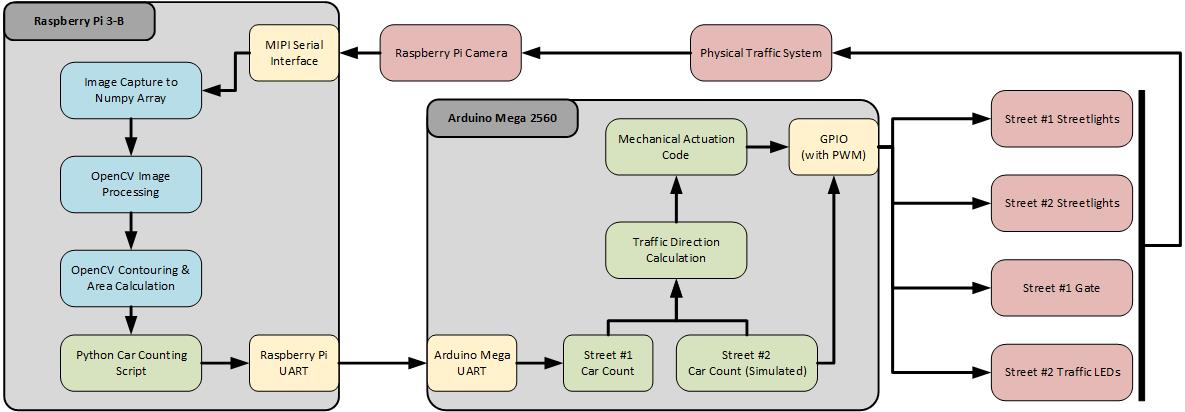 Raspberry Pi 3-B
MIPI Serial
Interface
Raspberry Pi Camera
Physical Traffic System
Image Capture to
Numpy Array
OpenCV Image
Processing
OpenCV Contouring &
Area Calculation
Python Car Counting
Script
Raspberry Pi
UART
Arduino Mega 2560
Arduino Mega
UART
Street #1
Car Count
Street #2
Car Count (Simulated)
Traffic Direction
Calculation
Mechanical Actuation
Code
GPIO
(with PWM)
Street #1 Streetlights
Street #2 Streetlights
Street #1 Gate
Street #2 Traffic LEDs